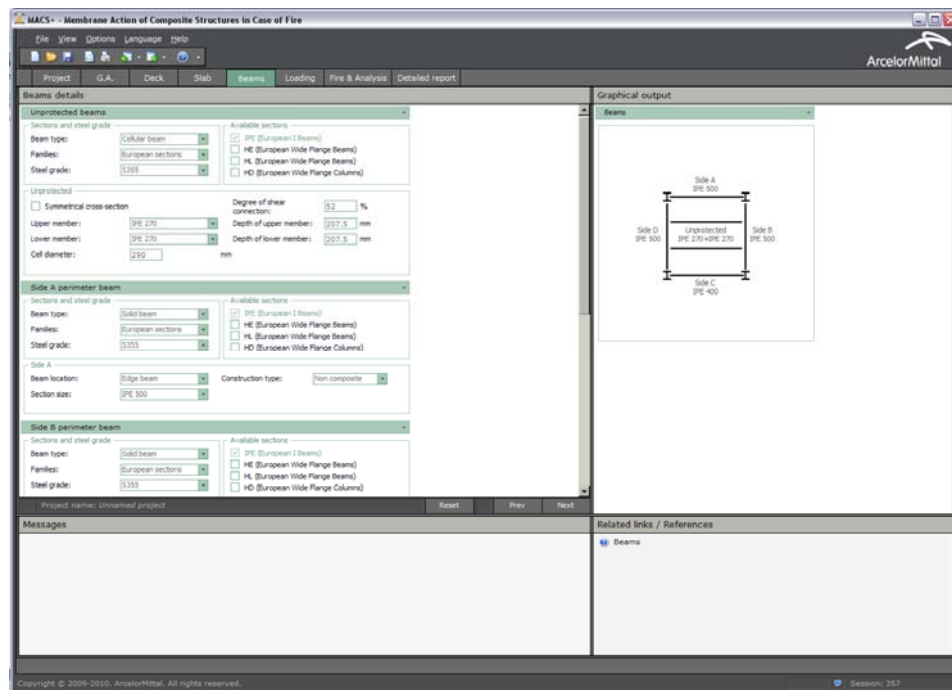 MACS+ - Membrane Action of Composite Structures in Case of Fire
File View Options Language Help
ArcelorMittal
Project G.A. Deck Slab Beams Loading Fire & Analysis Detailed report
Beams details
Unprotected beams
Sections and steel grade
Beam type: Cellular beam
Families: European sections
Steel grade: S355
Available sections
IPE (European I Beams)
HE (European Wide Flange Beams)
HL (European Wide Flange Beams)
HD (European Wide Flange Columns)
Unprotected
Symmetrical cross-section
Degree of shear connection: 52 %
Upper member: IPE 270
Depth of upper member: 207.5 mm
Lower member: IPE 270
Depth of lower member: 207.5 mm
Cell diameter: 290 mm
Side A perimeter beam
Sections and steel grade
Beam type: Solid beam
Families: European sections
Steel grade: S355
Available sections
IPE (European I Beams)
HE (European Wide Flange Beams)
HL (European Wide Flange Beams)
HD (European Wide Flange Columns)
Side A
Beam location: Edge beam
Construction type: Non composite
Section size: IPE 500
Side B perimeter beam
Sections and steel grade
Beam type: Solid beam
Families: European sections
Steel grade: S355
Available sections
IPE (European I Beams)
HE (European Wide Flange Beams)
HL (European Wide Flange Beams)
HD (European Wide Flange Columns)
Project name: Unnamed project
Reset Prev Next
Graphical output
Beams
Side A
IPE 500
Side D
IPE 500
Unprotected
IPE 270+IPE 270
Side B
IPE 500
Side C
IPE 400
Messages
Related links / References
Beams
Copyright © 2009-2010. ArcelorMittal. All rights reserved.
Session: 357